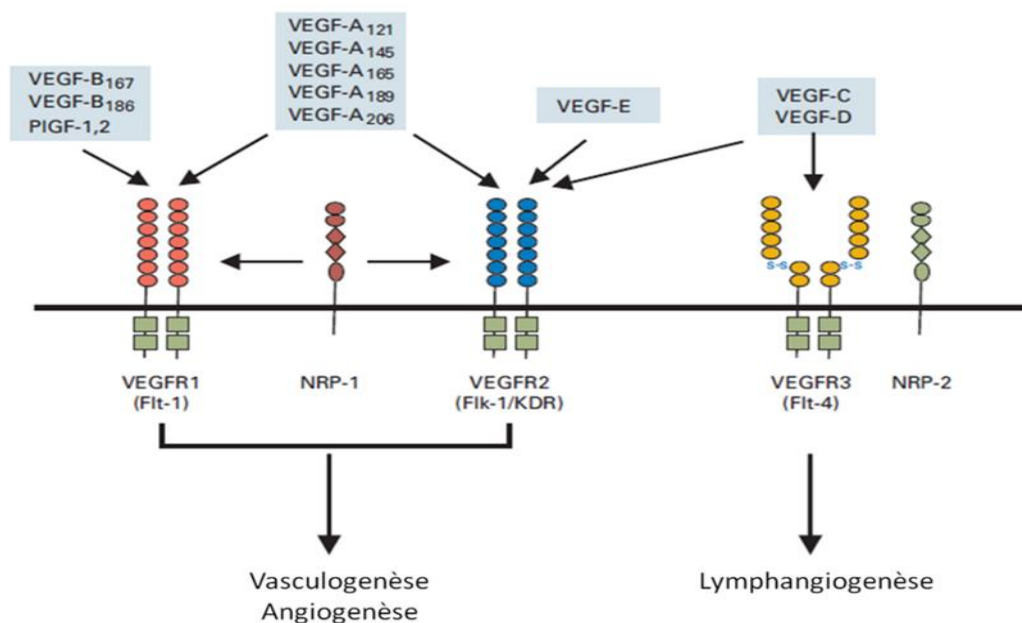 VEGF-A121
VEGF-A145
VEGF-A165
VEGF-A189
VEGF-A206
VEGF-B167
VEGF-B186
PIGF-1,2
VEGF-E
VEGF-C
VEGF-D
s-s
s-s
VEGFR1
(Flt-1)
NRP-1
VEGFR2
(Flk-1/KDR)
VEGFR3
(Flt-4)
NRP-2
Vasculogenèse
Angiogenèse
Lymphangiogenèse